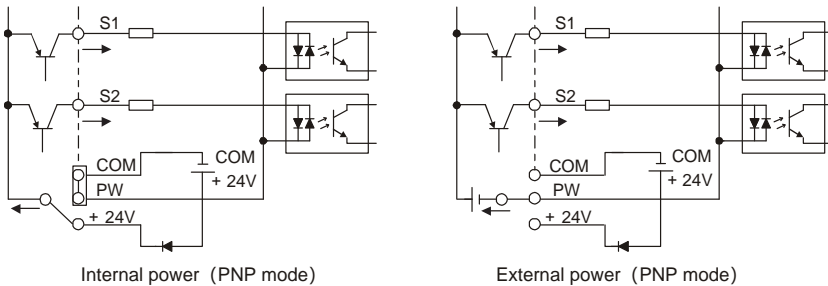 S1
S2
COM
COM
+ 24V
PW
+ 24V
Internal power (PNP mode)
S1
S2
COM
COM
+ 24V
PW
+ 24V
External power (PNP mode)